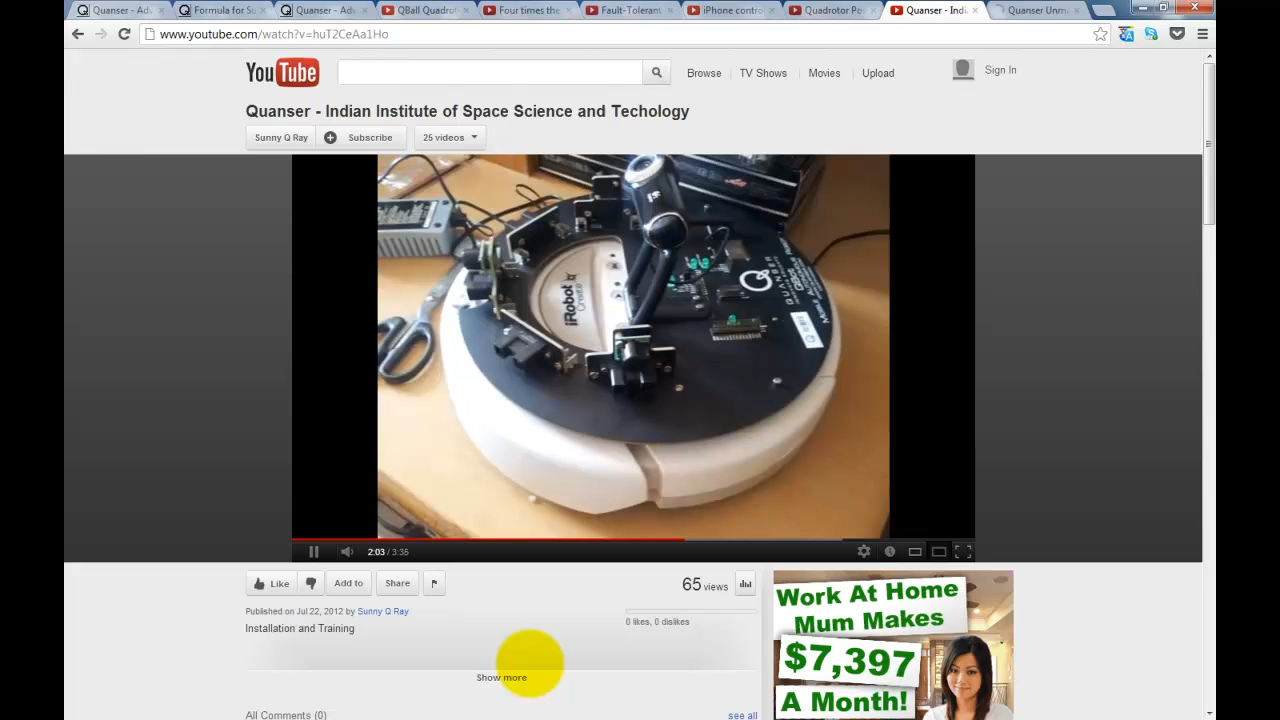 Quanser - Adv
Formula for Su
Quanser - Adv
QBall Quadrot
Four times the
Fault-Tolerant
iPhone contro
Quadrotor Po
Quanser - Indi
Quanser Unm
www.youtube.com/watch?v=huT2CeAa1Ho
YouTube
Browse
TV Shows
Movies
Upload
Sign In
Quanser - Indian Institute of Space Science and Techology
Sunny Q Ray
Subscribe
25 videos
iRobot
Create
QUANSER
2:03 / 3:35
Like
Add to
Share
65 views
Published on Jul 22, 2012 by Sunny Q Ray
0 likes, 0 dislikes
Installation and Training
Show more
All Comments (0)
see all
Work At Home
Mum Makes
$7,397
A Month!